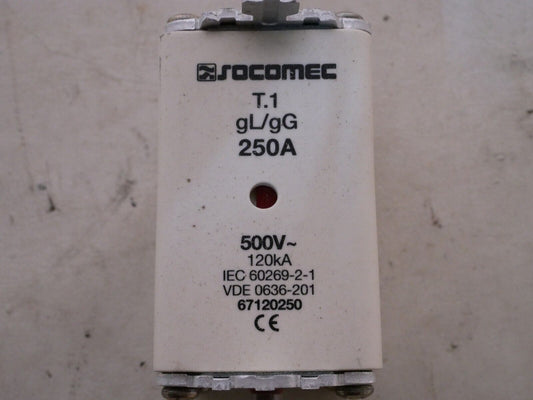 SOCOMEC
T.1
gL/gG
250A
500V~
120kA
IEC 60269-2-1
VDE 0636-201
67120250
CE